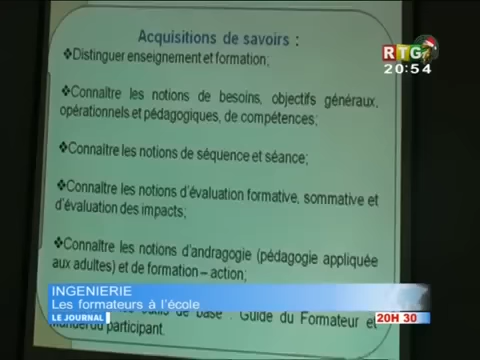 Acquisitions de savoirs :
❖Distinguer enseignement et formation;
❖Connaître les notions de besoins, objectifs généraux,
opérationnels et pédagogiques, de compétences;
❖Connaître les notions de séquence et séance;
❖Connaître les notions d'évaluation formative, sommative et
d'évaluation des impacts;
❖Connaître les notions d'andragogie (pédagogie appliquée
aux adultes) et de formation – action;
de base : Guide du Formateur et
du participant.
RTG
20:54
INGENIERIE
Les formateurs à l'école
LE JOURNAL
20H 30